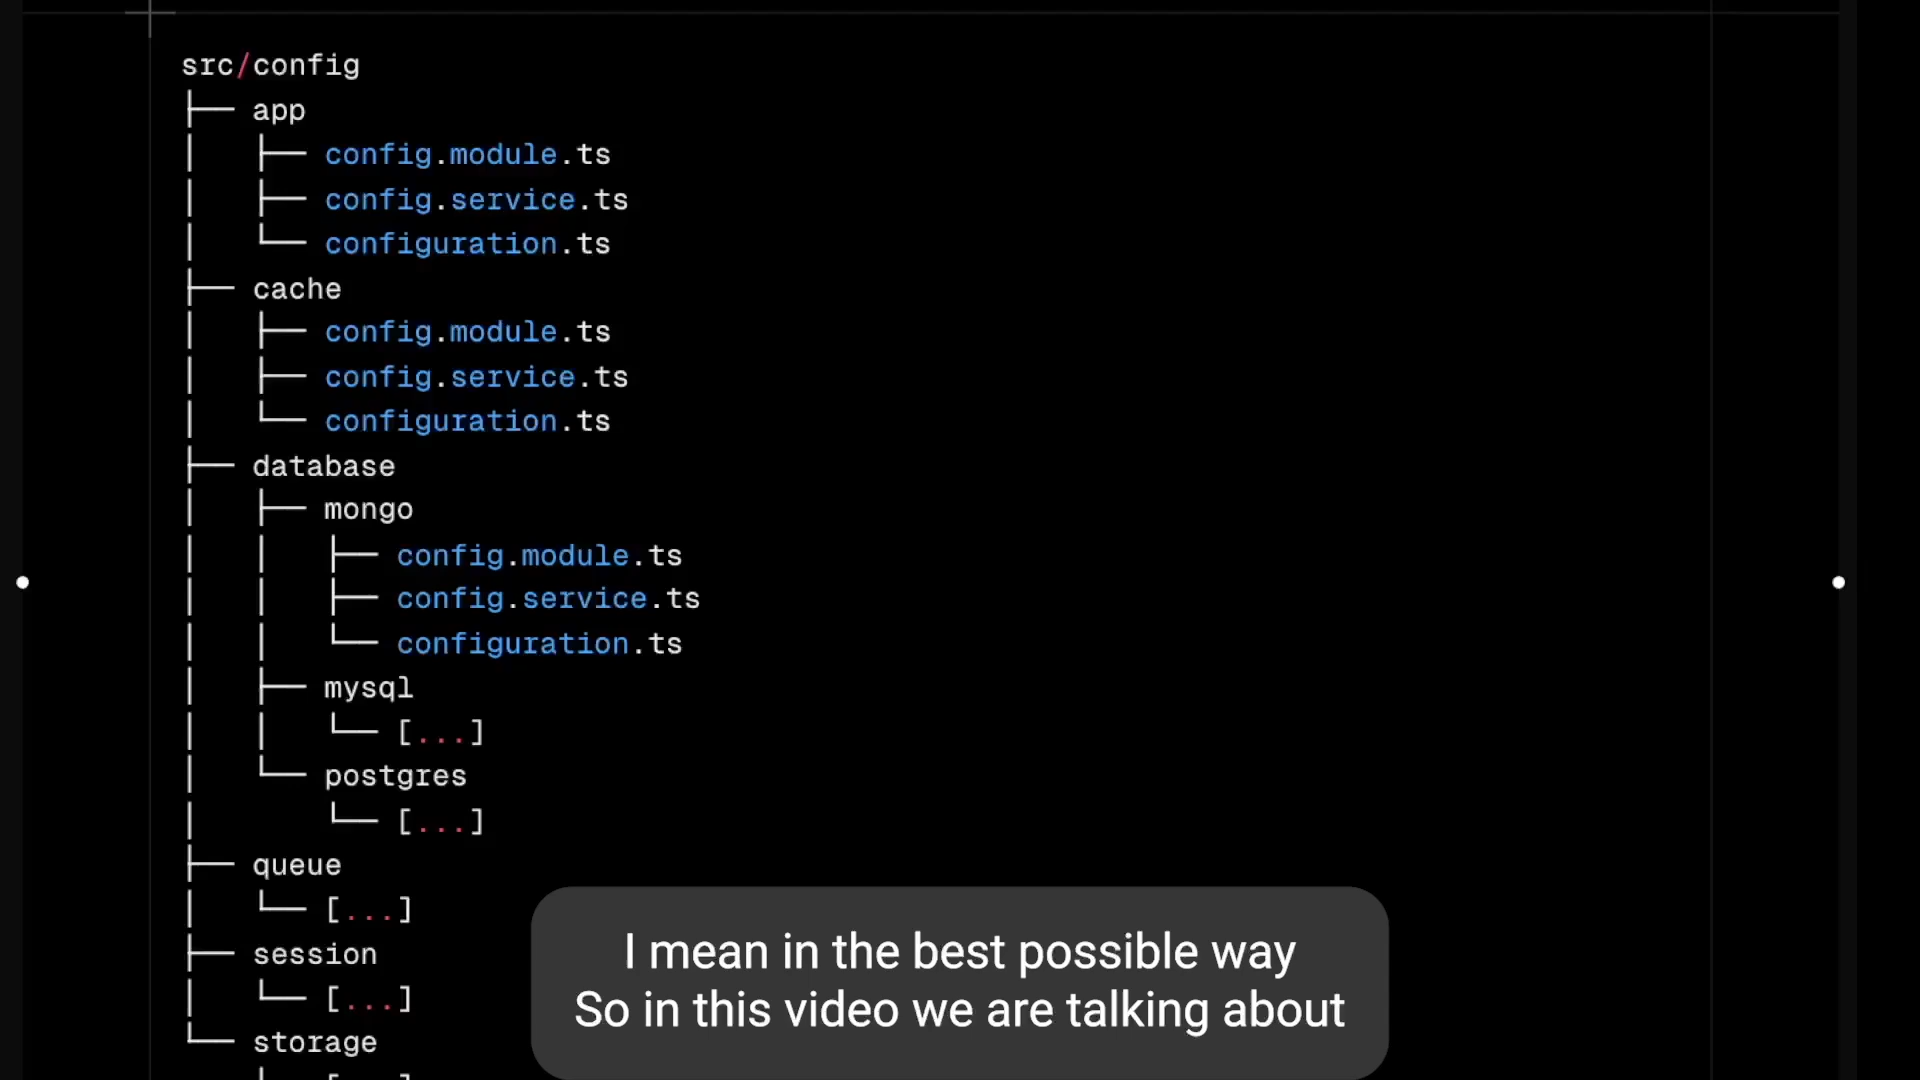 src/config
├── app
│   ├── config.module.ts
│   ├── config.service.ts
│   └── configuration.ts
├── cache
│   ├── config.module.ts
│   ├── config.service.ts
│   └── configuration.ts
├── database
│   ├── mongo
│   │   ├── config.module.ts
│   │   ├── config.service.ts
│   │   └── configuration.ts
│   ├── mysql
│   │   └── [...]
│   └── postgres
│       └── [...]
├── queue
│   └── [...]
├── session
│   └── [...]
└── storage
I mean in the best possible way
So in this video we are talking about